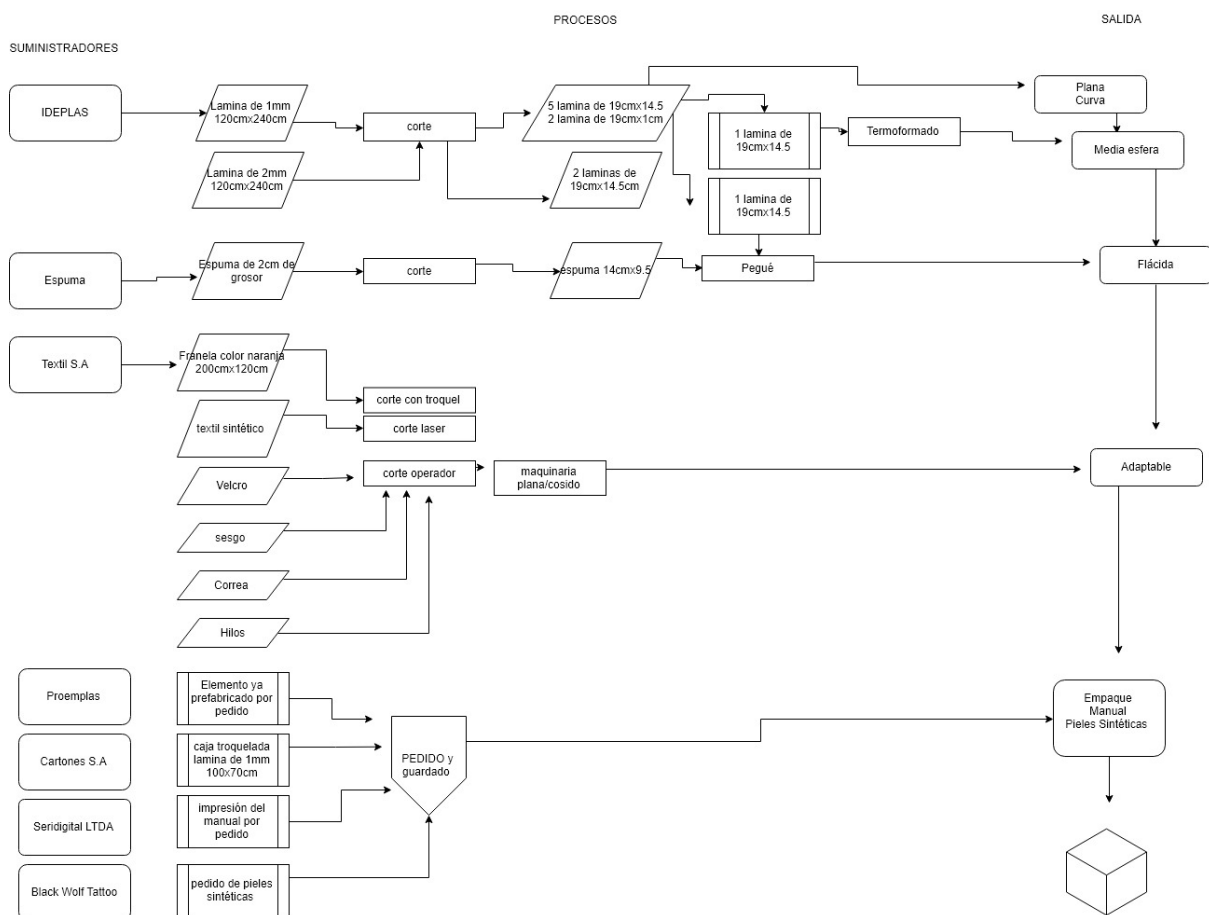 PROCESOS
SALIDA
SUMINISTRADORES
IDEPLAS
Lamina de 1mm
120cmx240cm
corte
5 lamina de 19cmx14.5
2 lamina de 19cmx1cm
Plana
Curva
1 lamina de
19cmx14.5
Termoformado
Media esfera
Lamina de 2mm
120cmx240cm
2 laminas de
19cmx14.5cm
1 lamina de
19cmx14.5
Espuma
Espuma de 2cm de
grosor
corte
espuma 14cmx9.5
Pegué
Flácida
Textil S.A
Franela color naranja
200cmx120cm
corte con troquel
textil sintético
corte laser
Velcro
corte operador
maquinaria
plana/cosido
Adaptable
sesgo
Correa
Hilos
Proemplas
Elemento ya
prefabricado por
pedido
Empaque
Manual
Pieles Sintéticas
Cartones S.A
caja troquelada
lamina de 1mm
100x70cm
PEDIDO y
guardado
Seridigital LTDA
impresión del
manual por
pedido
Black Wolf Tattoo
pedido de pieles
sintéticas